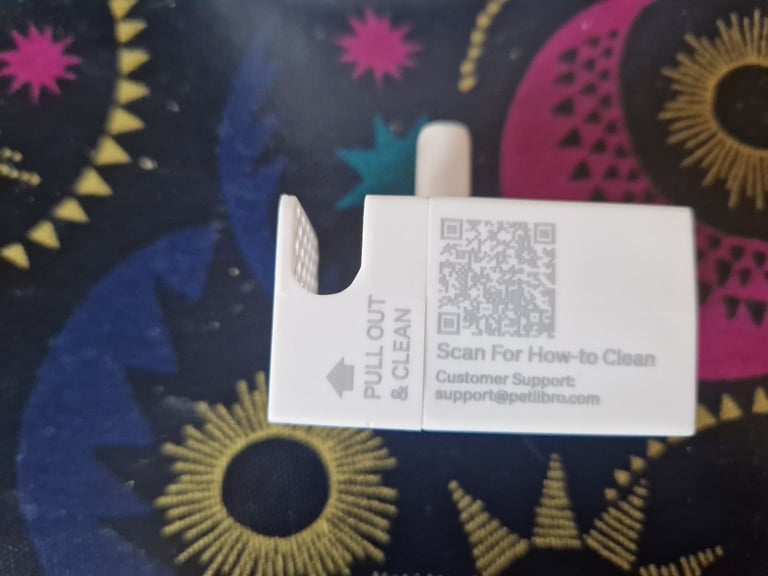 PULL OUT
& CLEAN
Scan For How-to Clean
Customer Support:
support@petlibro.com